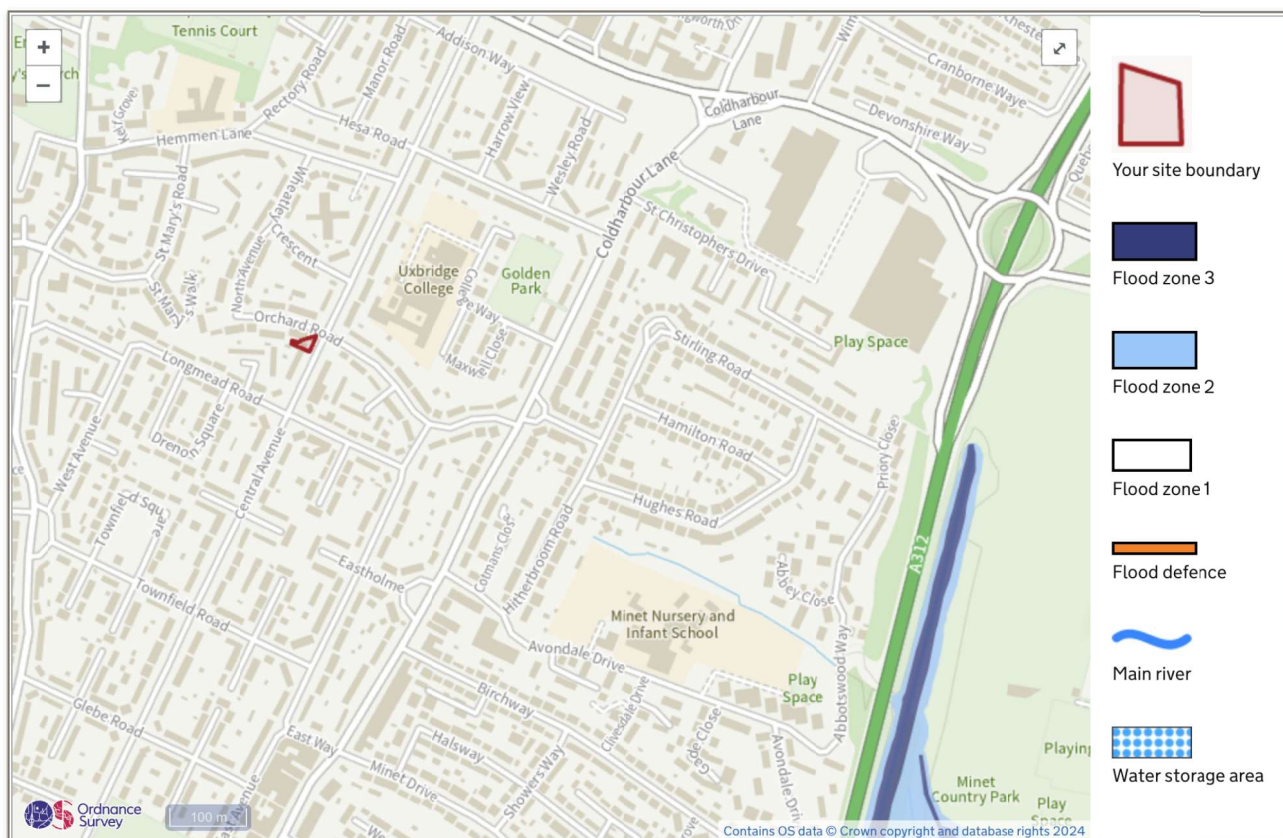 Tennis Court
Rectory Road
Manor Road
Addison Way
Cranborne Waye
Coldharbour
Lane
Devonshire Way
Hemmen Lane
Hesa Road
Harrow View
Wesley Road
Coldharbour Lane
St Mary's Road
Wheatley
Crescent
North Avenue
St Christophers Drive
Uxbridge
College
College Way
Golden
Park
Orchard Road
Maxwell Close
Stirling Road
Play Space
Longmead Road
Drenon Square
Central Avenue
West Avenue
Townfield Square
Hamilton Road
Hughes Road
Priory Close
A312
Eastholme
Cotmans Close
Hitherbroom Road
Abbey Close
Townfield Road
Minet Nursery and
Infant School
Avondale Drive
Play
Space
Abbotswood Way
Glebe Road
East Way
Birchway
Halsway
Minet Drive
Showers Way
Clivesdale Drive
Gede Close
Avondale Drive
Minet
Country Park
Playing
Play
Space
Ordnance
Survey
100 m
Contains OS data © Crown copyright and database rights 2024
+
−
Your site boundary
Flood zone 3
Flood zone 2
Flood zone 1
Flood defence
Main river
Water storage area